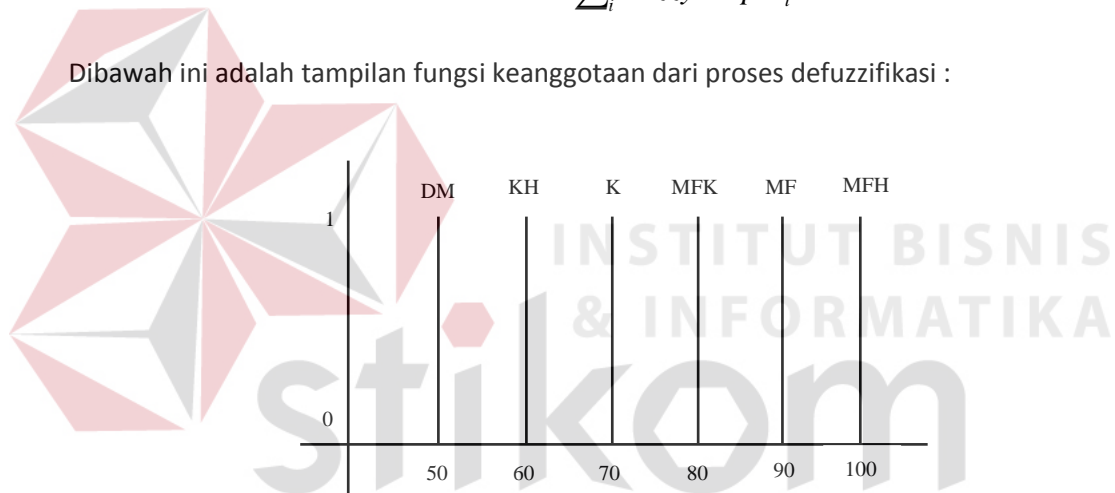 Dibawah ini adalah tampilan fungsi keanggotaan dari proses defuzzifikasi :
DM KH K MFK MF MFH
1
INSTITUT BISNIS
& INFORMATIKA
stikom
0
50 60 70 80 90 100